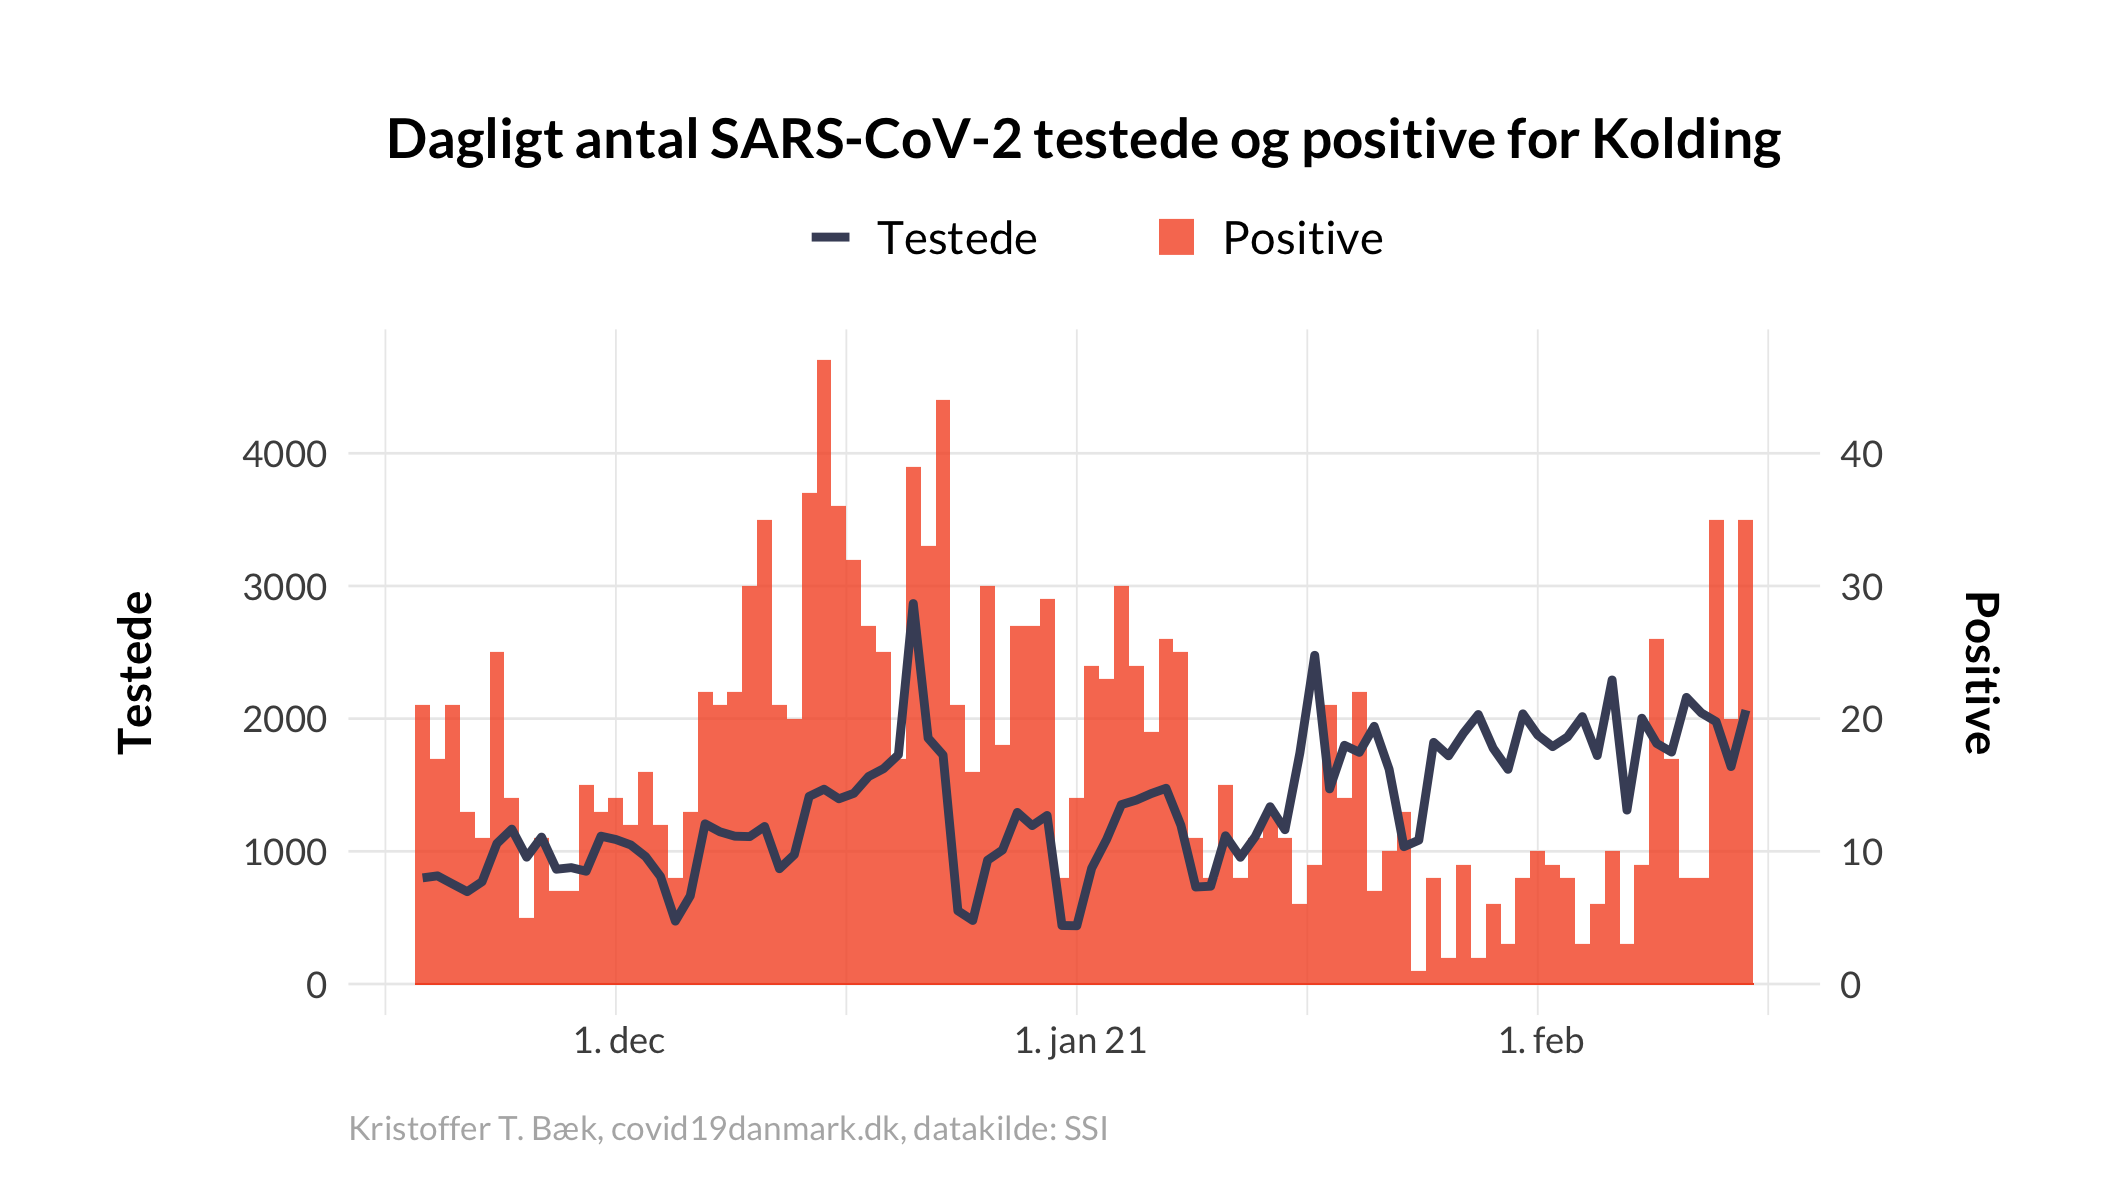 Dagligt antal SARS-CoV-2 testede og positive for Kolding
Testede
Positive
4000
3000
2000
1000
0
Testede
40
30
20
10
0
Positive
1. dec
1. jan 21
1. feb
Kristoffer T. Bæk, covid19danmark.dk, datakilde: SSI